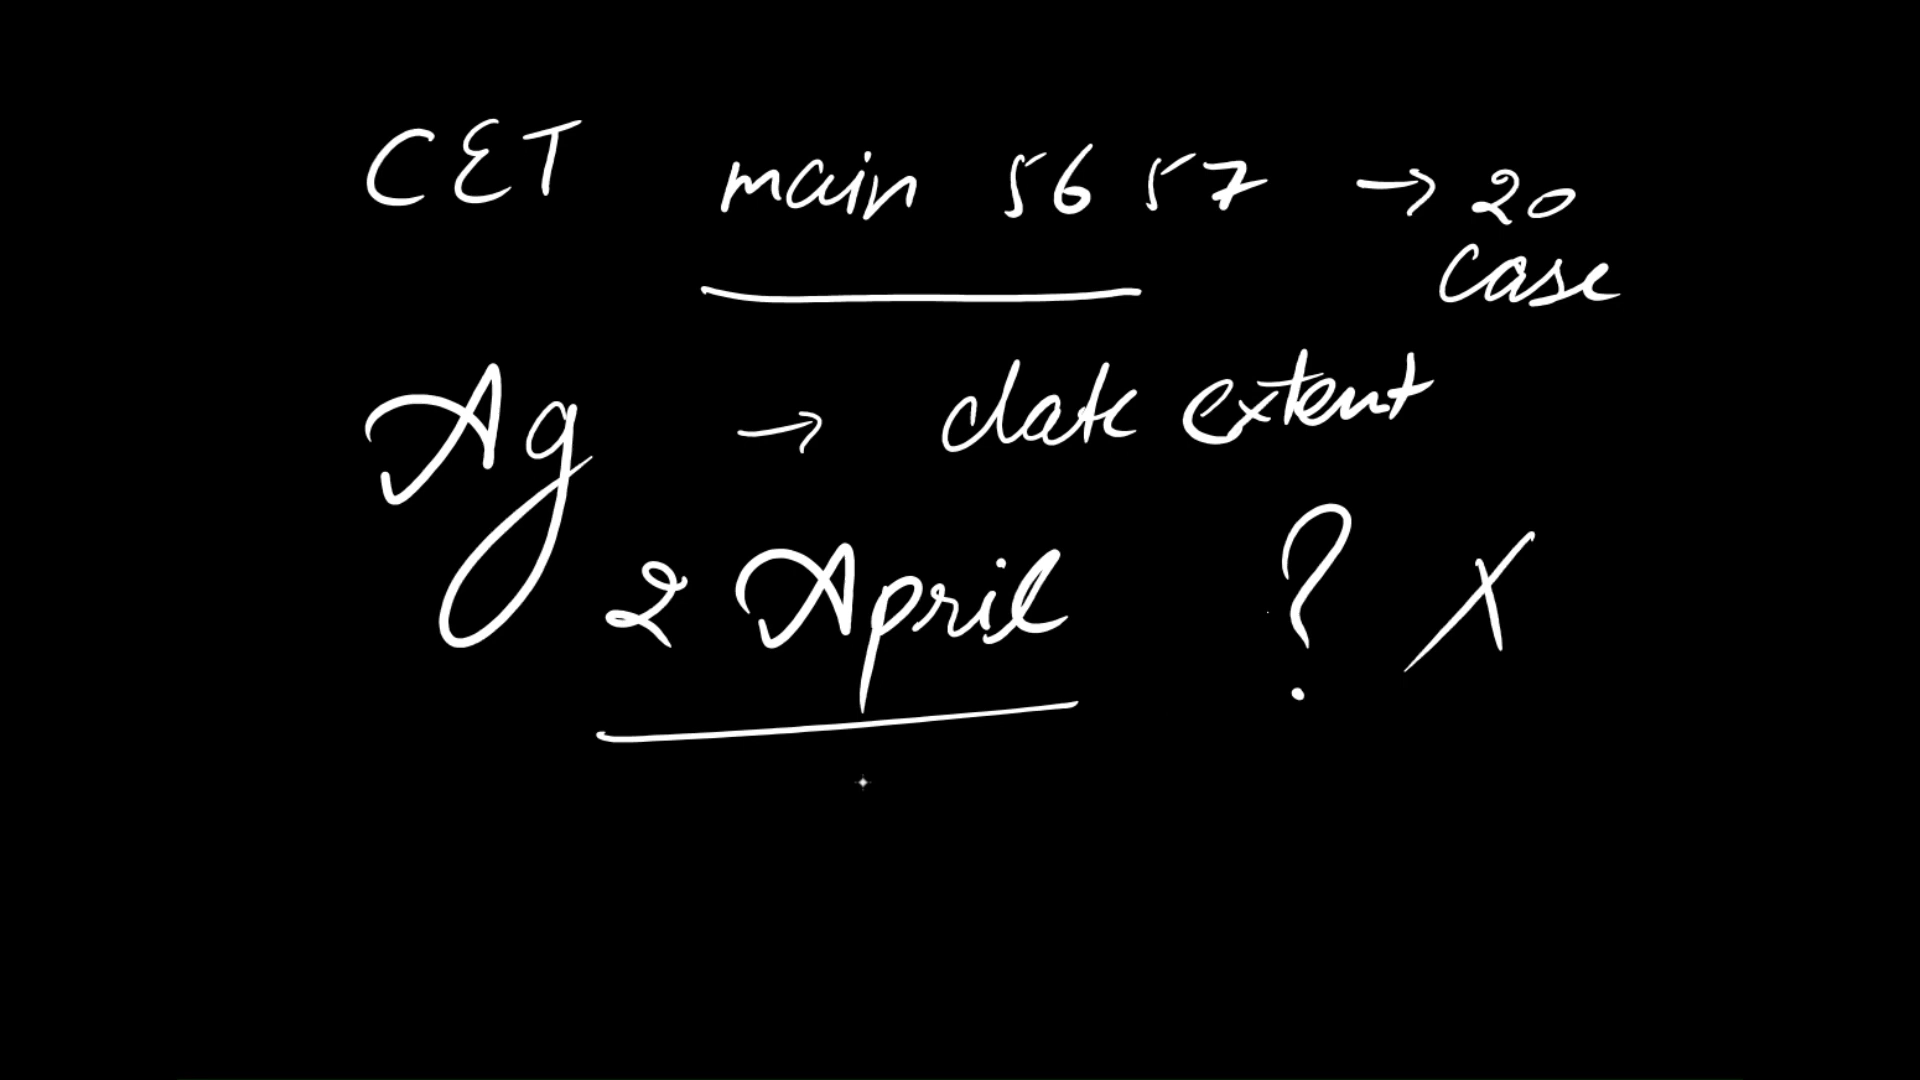 CET main 56 57 → 20
case
Ag → date extent
2 April ? X